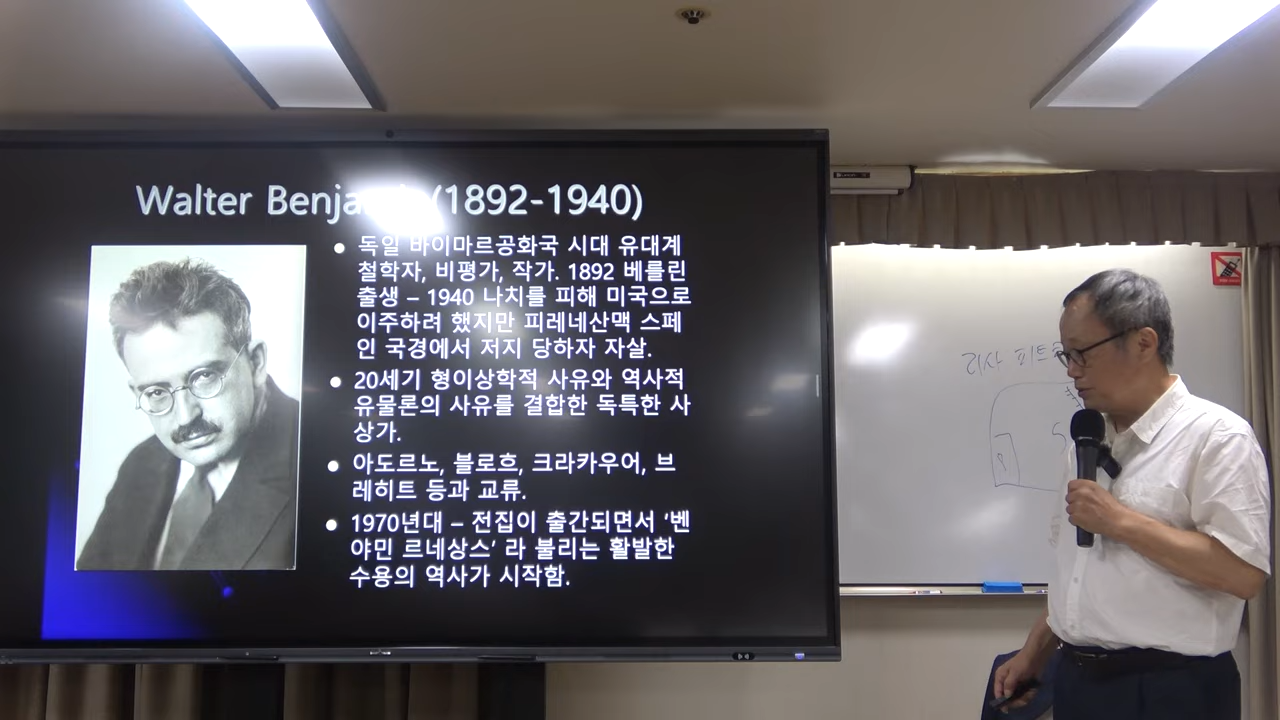 Walter (1892-1940)
독일 바이마르공화국 시대 유대계
철학자, 비평가, 작가. 1892 베를린
출생 – 1940 나치를 피해 미국으로
이주하려 했지만 피레네산맥 스페
인 국경에서 저지 당하자 자살.
20세기 형이상학적 사유와 역사적
유물론의 사유를 결합한 독특한 사
상가.
아도르노, 블로흐, 크라카우어, 브
레히트 등과 교류.
1970년대 – 전집이 출간되면서 ‘벤
야민 르네상스’ 라 불리는 활발한
수용의 역사가 시작함.